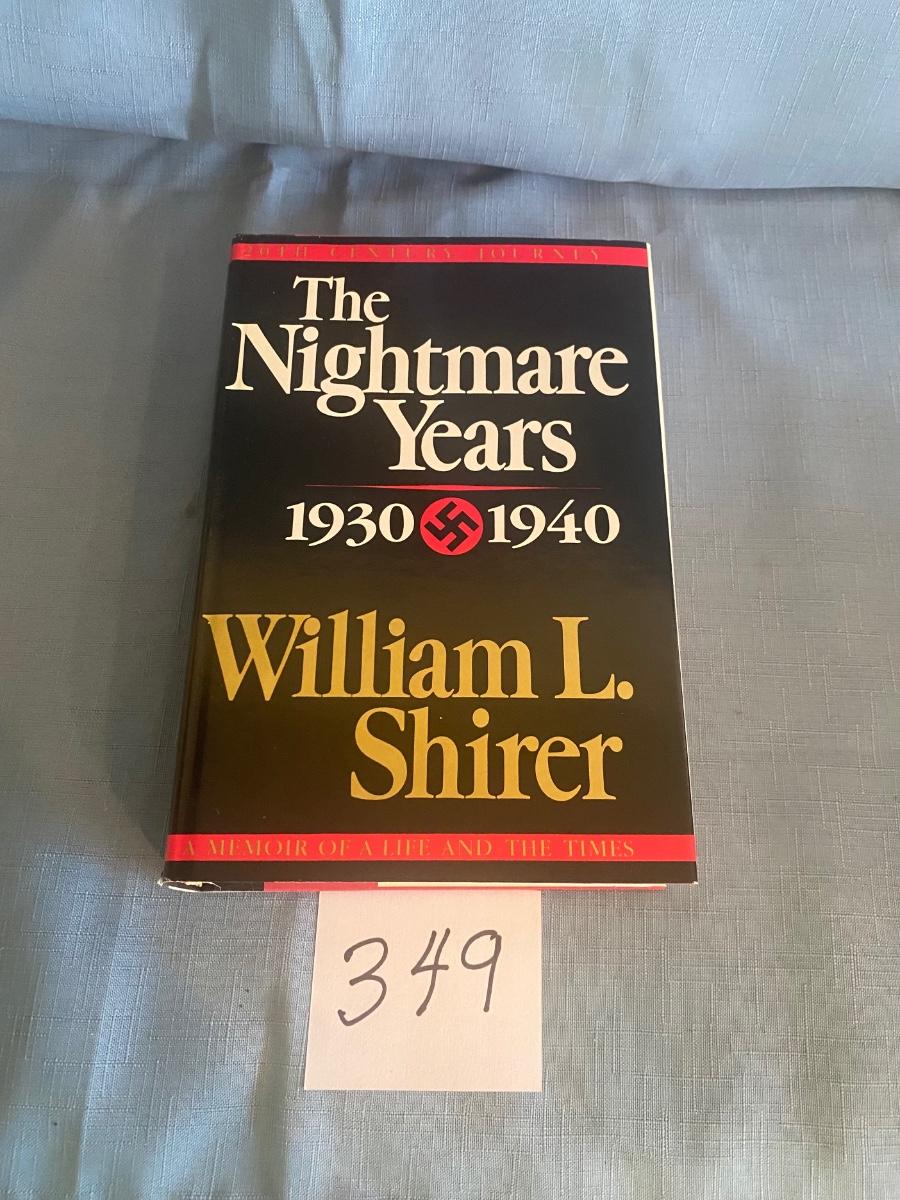 20TH CENTURY JOURNEY
The
Nightmare
Years
1930 1940
William L.
Shirer
A MEMOIR OF A LIFE AND THE TIMES
349